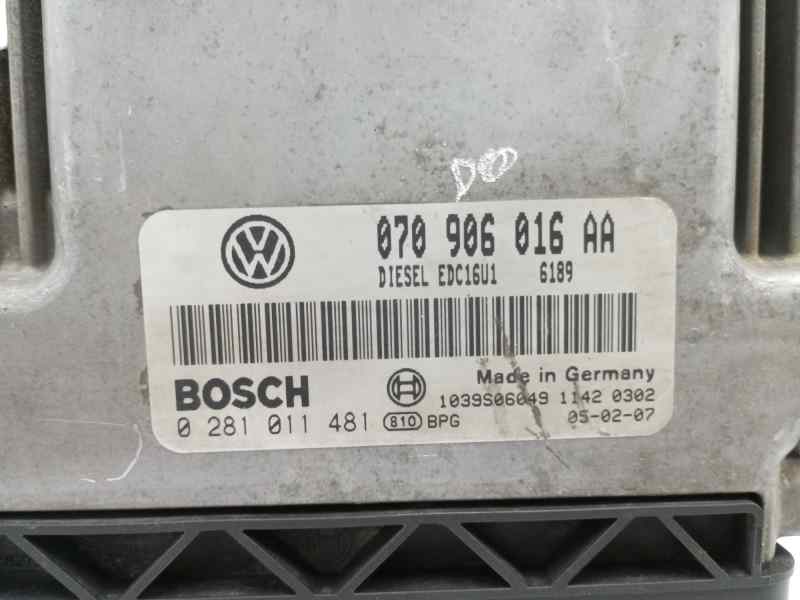 DO
070 906 016 AA
DIESEL EDC16U1 6189
BOSCH
Made in Germany
1039S06049 1142 0302
0 281 011 481 810 BPG
05-02-07